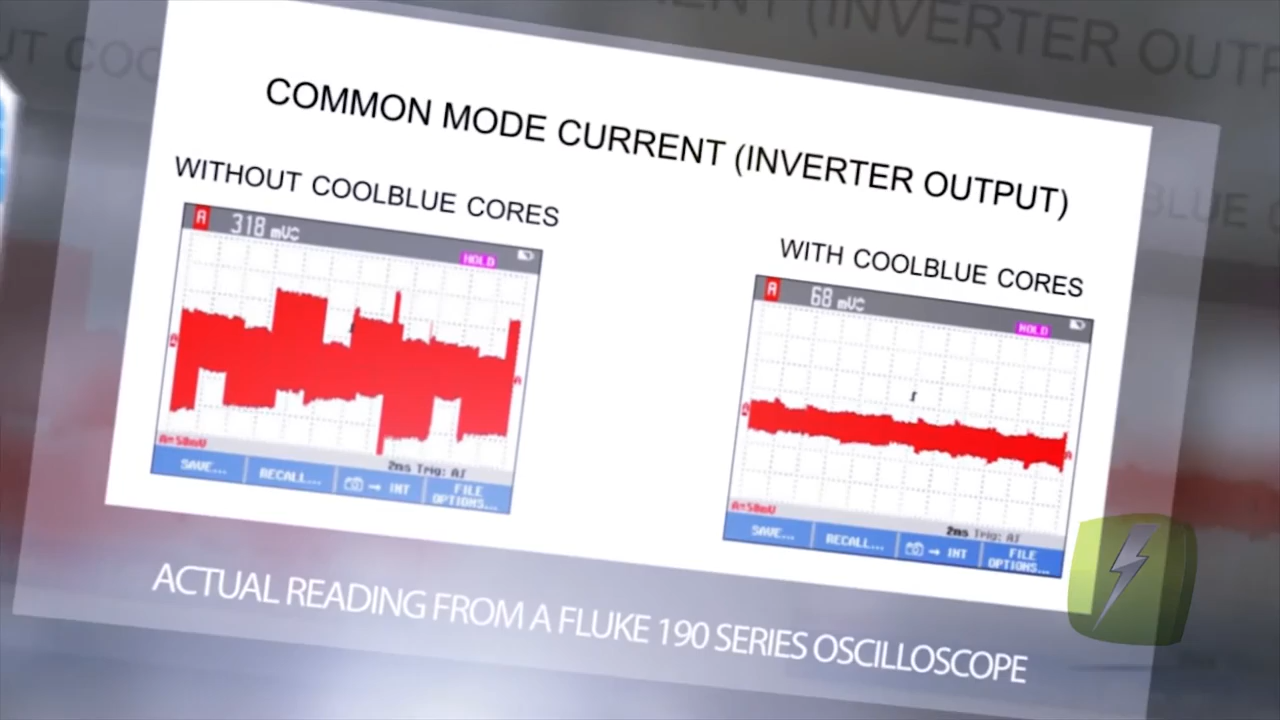 COMMON MODE CURRENT (INVERTER OUTPUT)
WITHOUT COOLBLUE CORES
A 318 mV
HOLD
A=50mV
2ms Trig: A
SAVE...
RECALL...
→ INT
FILE OPTIONS...
WITH COOLBLUE CORES
A 68 mV
HOLD
A=50mV
2ms Trig: A
SAVE...
RECALL...
→ INT
FILE OPTIONS...
ACTUAL READING FROM A FLUKE 190 SERIES OSCILLOSCOPE